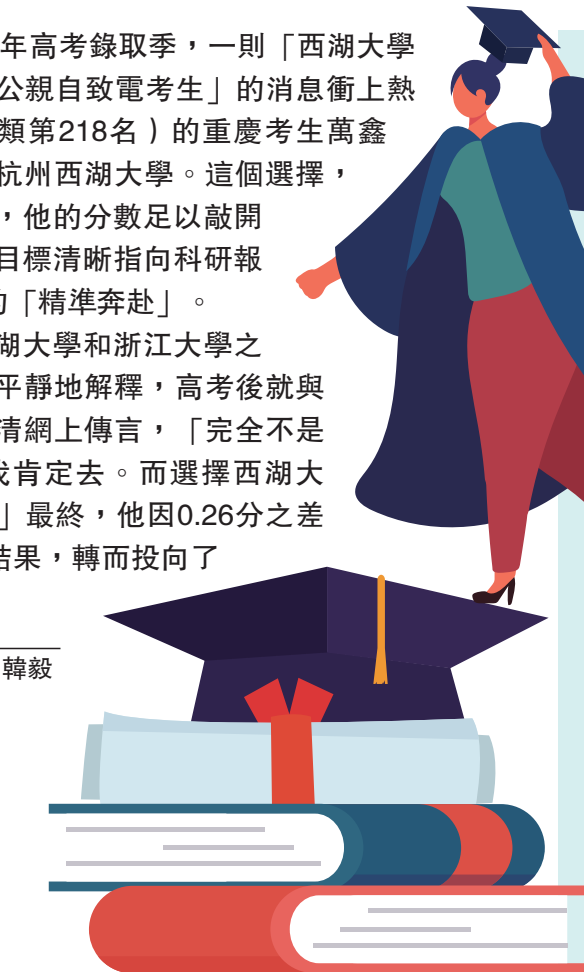 年高考錄取季，一則「西湖大學
公親自致電考生」的消息衝上熱
類第218名）的重慶考生萬鑫
杭州西湖大學。這個選擇，
，他的分數足以敲開
目標清晰指向科研報
「精準奔赴」。
湖大學和浙江大學之
平靜地解釋，高考後就與
清網上傳言，「完全不是
我肯定去。而選擇西湖大
」最終，他因0.26分之差
結果，轉而投向了
韓毅